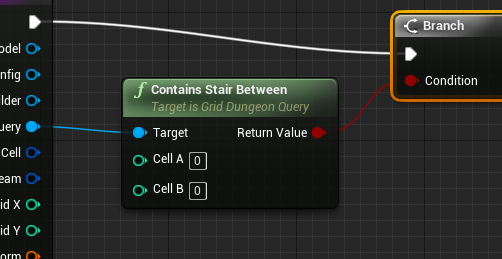 Branch
odel
Condition
nfig
Contains Stair Between
Target is Grid Dungeon Query
ilder
uery
Target
Return Value
Cell
Cell A 0
eam
Cell B 0
id X
id Y
orm